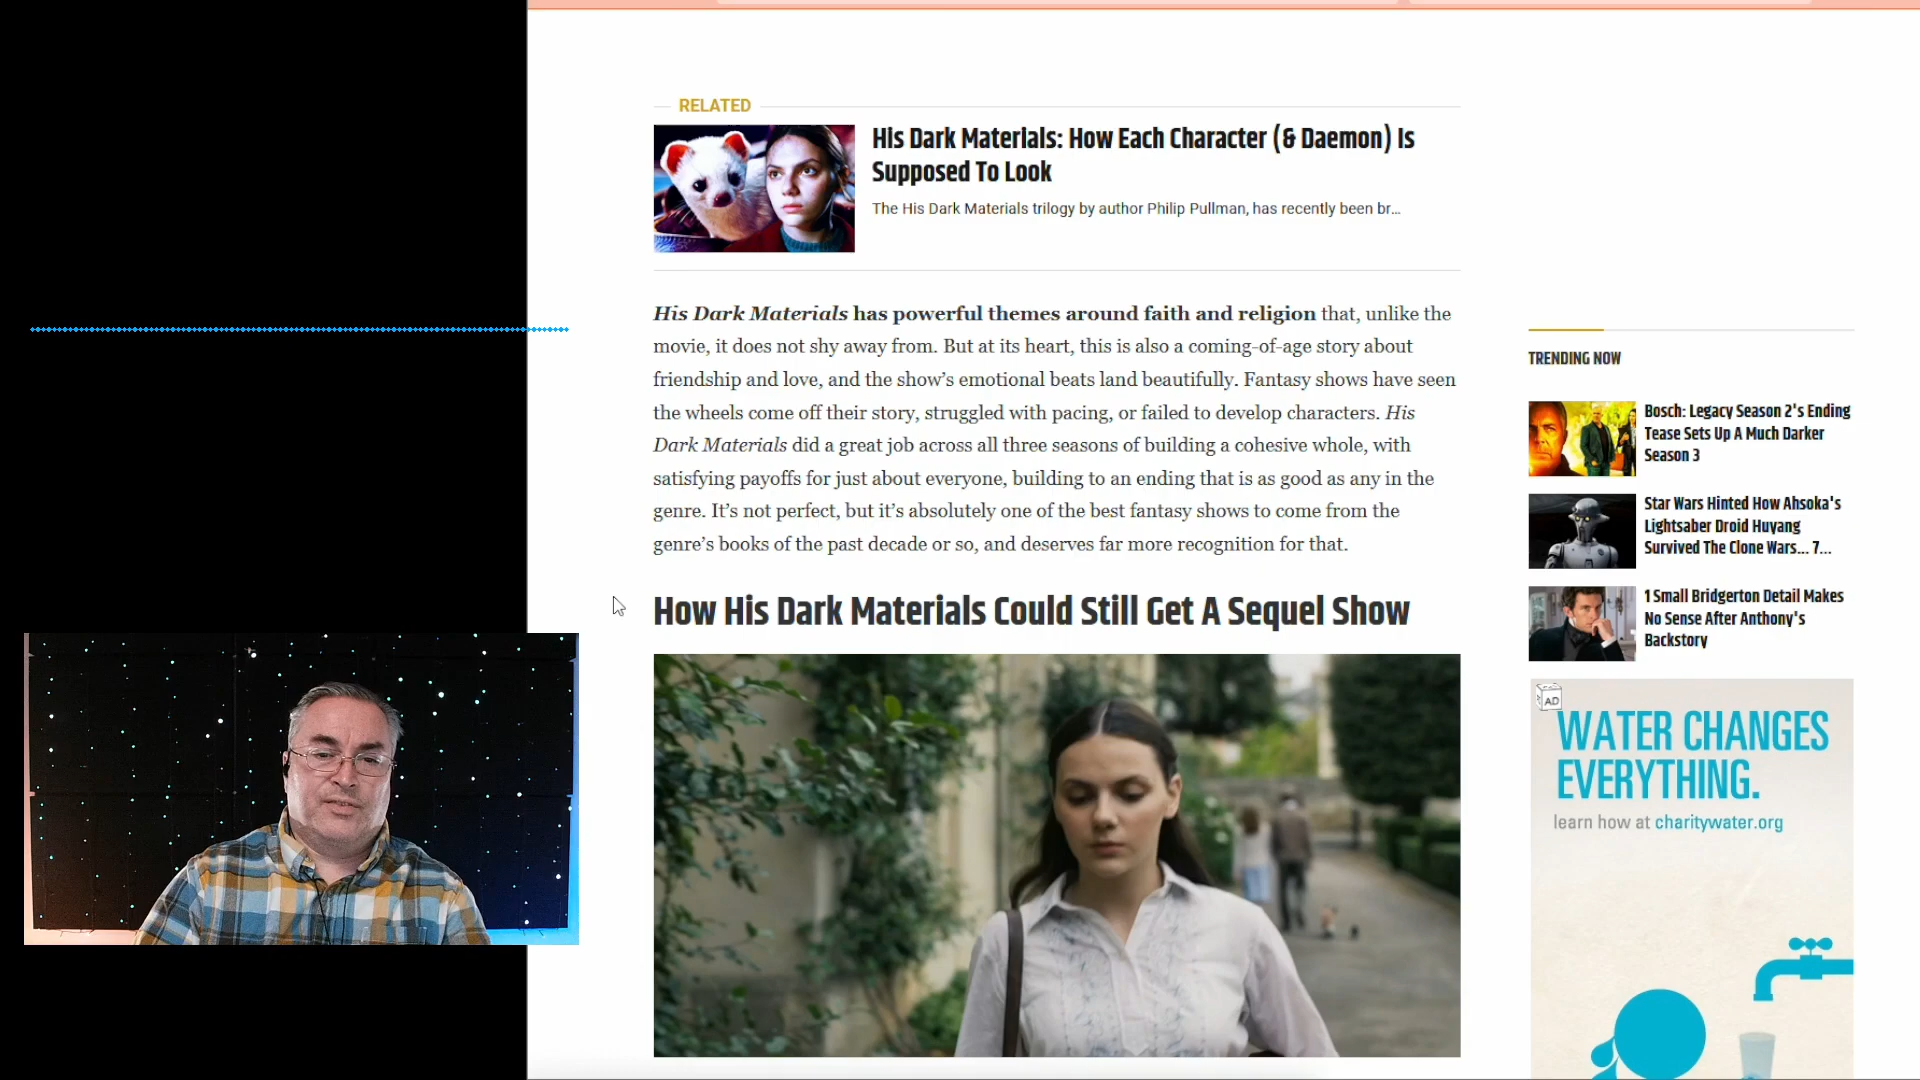 RELATED
His Dark Materials: How Each Character (& Daemon) Is
Supposed To Look
The His Dark Materials trilogy by author Philip Pullman, has recently been br...
His Dark Materials has powerful themes around faith and religion that, unlike the
movie, it does not shy away from. But at its heart, this is also a coming-of-age story about
friendship and love, and the show's emotional beats land beautifully. Fantasy shows have seen
the wheels come off their story, struggled with pacing, or failed to develop characters. His
Dark Materials did a great job across all three seasons of building a cohesive whole, with
satisfying payoffs for just about everyone, building to an ending that is as good as any in the
genre. It's not perfect, but it's absolutely one of the best fantasy shows to come from the
genre's books of the past decade or so, and deserves far more recognition for that.
How His Dark Materials Could Still Get A Sequel Show
TRENDING NOW
Bosch: Legacy Season 2's Ending
Tease Sets Up A Much Darker
Season 3
Star Wars Hinted How Ahsoka's
Lightsaber Droid Huyang
Survived The Clone Wars... 7...
1 Small Bridgerton Detail Makes
No Sense After Anthony's
Backstory
AD
WATER CHANGES
EVERYTHING.
learn how at charitywater.org